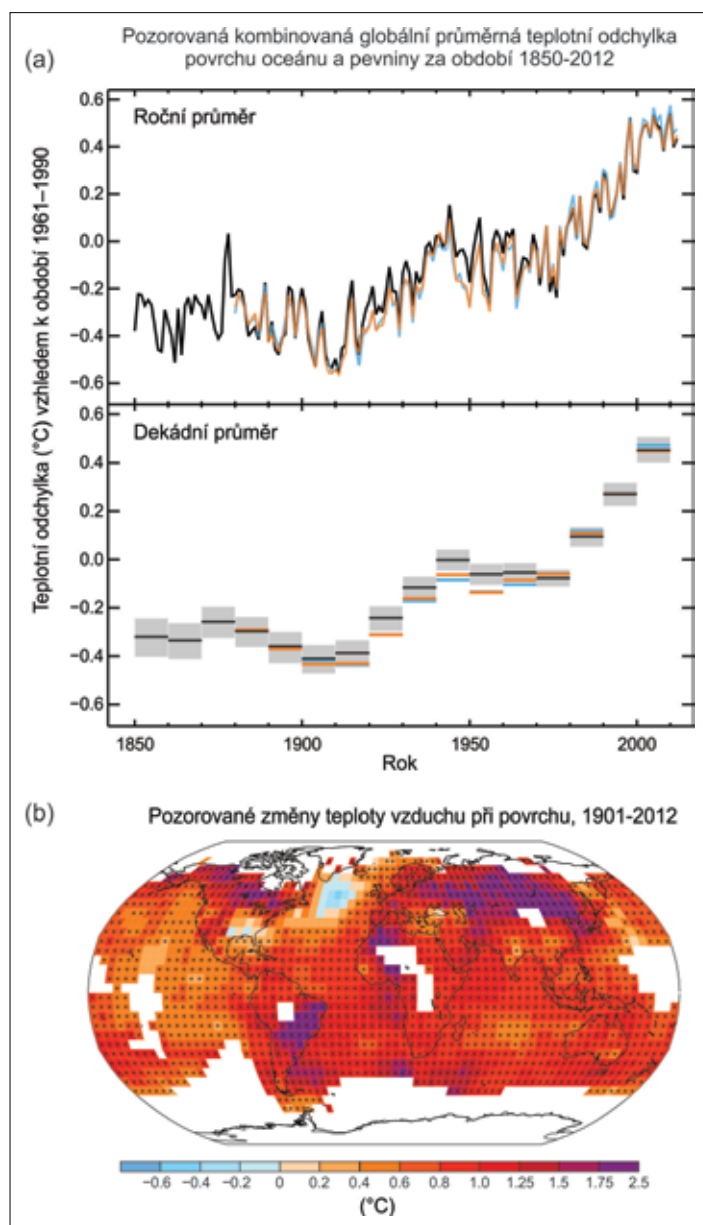 Pozorovaná kombinovaná globální průměrná teplotní odchylka
povrchu oceánu a pevniny za období 1850-2012
(a)
Teplotní odchylka (°C) vzhledem k období 1961–1990
Roční průměr
0.6
0.4
0.2
0.0
−0.2
−0.4
−0.6
Dekádní průměr
0.6
0.4
0.2
0.0
−0.2
−0.4
−0.6
1850
1900
1950
2000
Rok
(b)
Pozorované změny teploty vzduchu při povrchu, 1901-2012
−0.6 −0.4 −0.2 0 0.2 0.4 0.6 0.8 1.0 1.25 1.5 1.75 2.5
(°C)